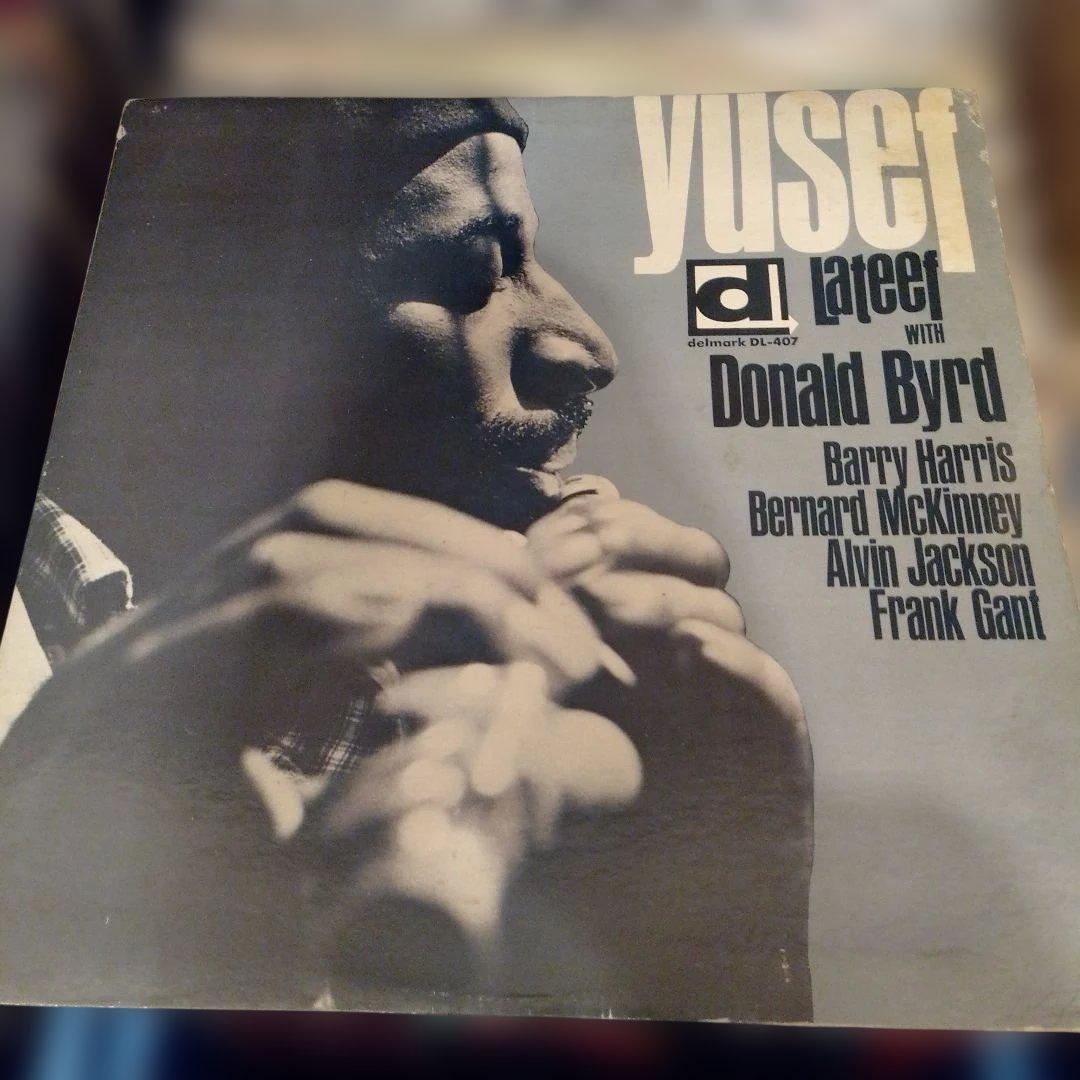 yusef
d
Lateef
delmark DL-407
WITH
Donald Byrd
Barry Harris
Bernard McKinney
Alvin Jackson
Frank Gant